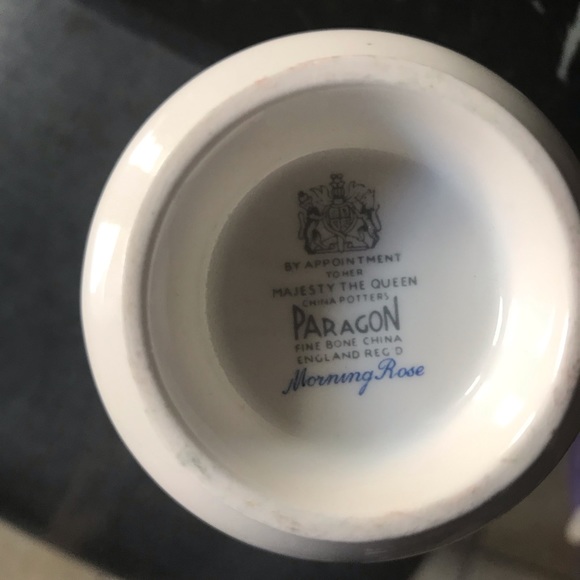 BY APPOINTMENT
TO HER
MAJESTY THE QUEEN
CHINA POTTERS
PARAGON
FINE BONE CHINA
ENGLAND REG'D
Morning Rose